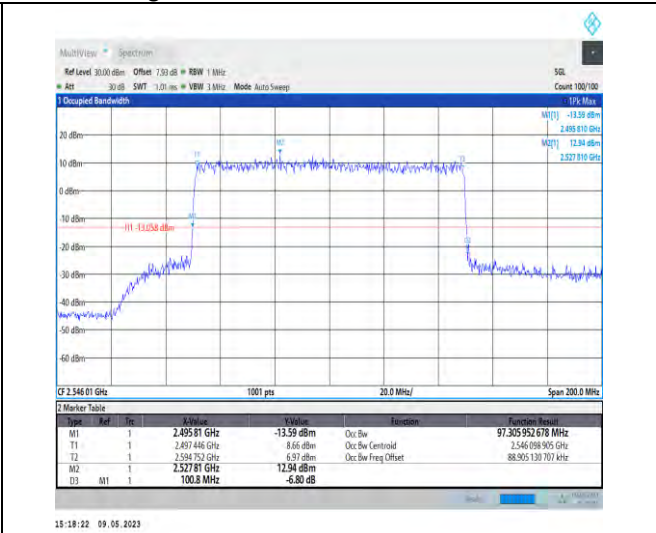 MultiView Spectrum
Ref Level 30.00 dBm Offset 7.93 dB RBW 1 MHz SGL
Att 30 dB SWT 1.01 ms VBW 3 MHz Mode Auto Sweep Count 100/100
1 Occupied Bandwidth 1Pk Max
M1[1] -13.59 dBm
2.495 810 GHz
M2[1] 12.94 dBm
2.527 810 GHz
20 dBm
M2
T1
10 dBm
0 dBm
-10 dBm
M1
H1 -13.058 dBm
-20 dBm
-30 dBm
-40 dBm
-50 dBm
-60 dBm
CF 2.546 01 GHz 1001 pts 20.0 MHz/ Span 200.0 MHz
2 Marker Table
Type Ref Trc X-Value Y-Value Function Function Result
M1 1 2.495 81 GHz -13.59 dBm Occ Bw 97.305 952 678 MHz
T1 1 2.497 446 GHz 8.66 dBm Occ Bw Centroid 2.546 098 905 GHz
T2 1 2.594 752 GHz 6.97 dBm Occ Bw Freq Offset 88.905 130 707 kHz
M2 1 2.527 81 GHz 12.94 dBm
D3 M1 1 100.8 MHz -6.80 dB
15:18:22 09.05.2023